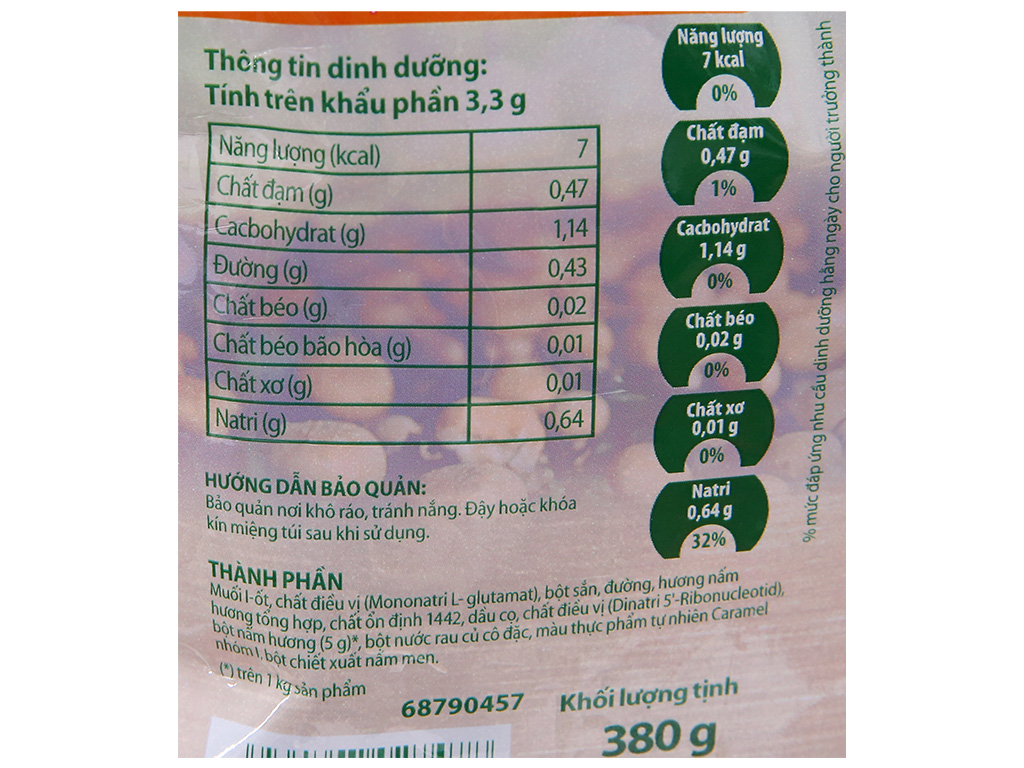 Thông tin dinh dưỡng:
Tính trên khẩu phần 3,3 g
Năng lượng (kcal) 7
Chất đạm (g) 0,47
Cacbohydrat (g) 1,14
Đường (g) 0,43
Chất béo (g) 0,02
Chất béo bão hòa (g) 0,01
Chất xơ (g) 0,01
Natri (g) 0,64
Năng lượng
7 kcal
0%
Chất đạm
0,47 g
1%
Cacbohydrat
1,14 g
0%
Chất béo
0,02 g
0%
Chất xơ
0,01 g
0%
Natri
0,64 g
32%
% mức đáp ứng nhu cầu dinh dưỡng hằng ngày cho người trưởng thành
HƯỚNG DẪN BẢO QUẢN:
Bảo quản nơi khô ráo, tránh nắng. Đậy hoặc khóa
kín miệng túi sau khi sử dụng.
THÀNH PHẦN
Muối I-ốt, chất điều vị (Mononatri L- glutamat), bột sắn, đường, hương nấm
hương tổng hợp, chất ổn định 1442, dầu cọ, chất điều vị (Dinatri 5'-Ribonucleotid),
bột nấm hương (5 g)*, bột nước rau củ cô đặc, màu thực phẩm tự nhiên Caramel
nhóm I, bột chiết xuất nấm men.
(*) trên 1 kg sản phẩm
68790457
Khối lượng tịnh
380 g